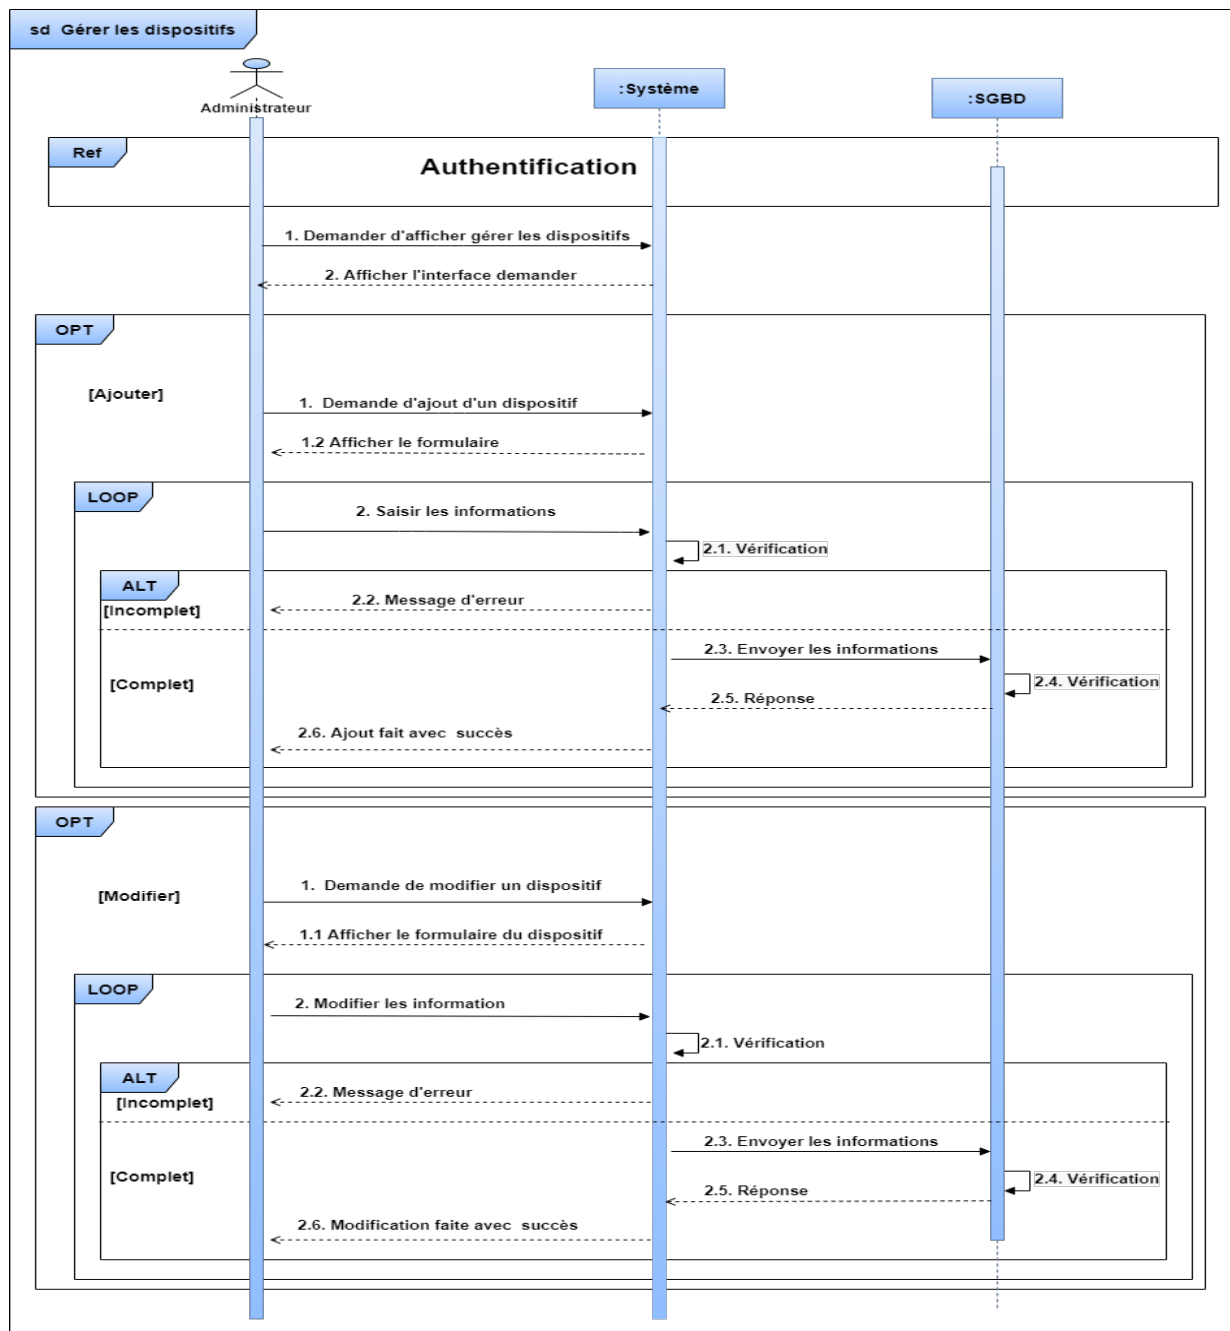 sd Gérer les dispositifs
Administrateur
:Système
:SGBD
Ref
Authentification
1. Demander d'afficher gérer les dispositifs
2. Afficher l'interface demander
OPT
[Ajouter]
1. Demande d'ajout d'un dispositif
1.2 Afficher le formulaire
LOOP
2. Saisir les informations
2.1. Vérification
ALT
[Incomplet]
2.2. Message d'erreur
2.3. Envoyer les informations
[Complet]
2.4. Vérification
2.5. Réponse
2.6. Ajout fait avec succès
OPT
[Modifier]
1. Demande de modifier un dispositif
1.1 Afficher le formulaire du dispositif
LOOP
2. Modifier les information
2.1. Vérification
ALT
[Incomplet]
2.2. Message d'erreur
2.3. Envoyer les informations
[Complet]
2.4. Vérification
2.5. Réponse
2.6. Modification faite avec succès